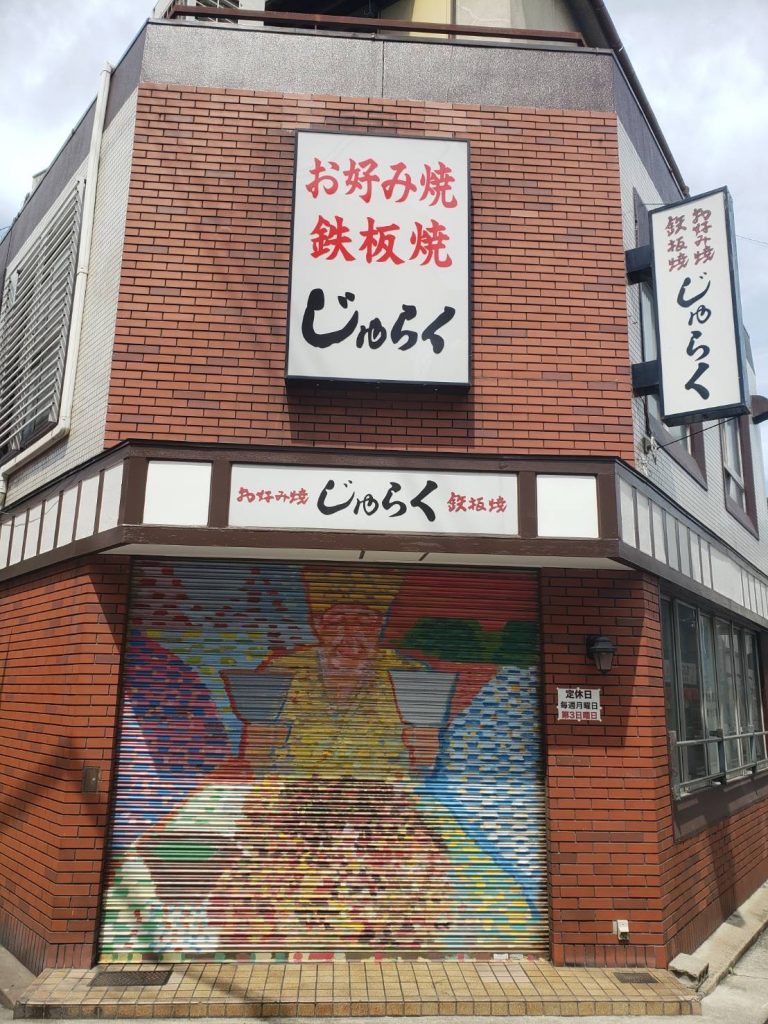 お好み焼
鉄板焼
じゅらく
お好み焼
鉄板焼
じゅらく
お好み焼 じゅらく 鉄板焼
定休日
毎週月曜日
第3日曜日